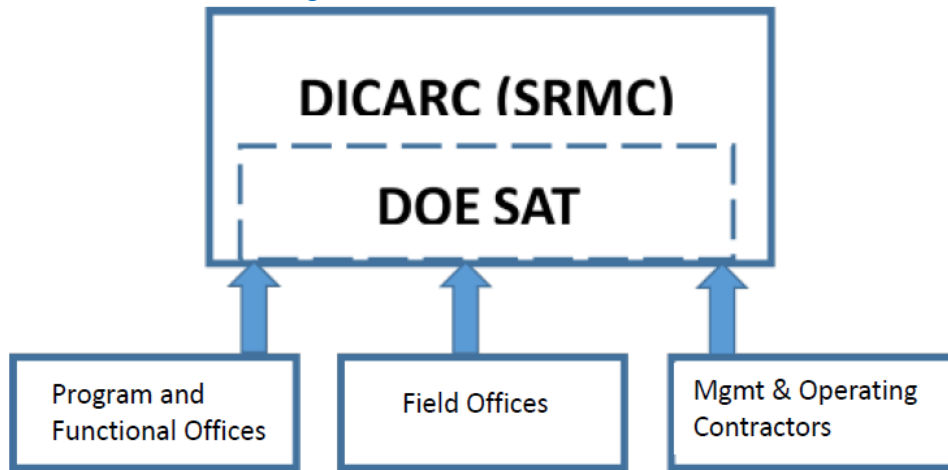 DICARC (SRMC)
DOE SAT
Program and
Functional Offices
Field Offices
Mgmt & Operating
Contractors